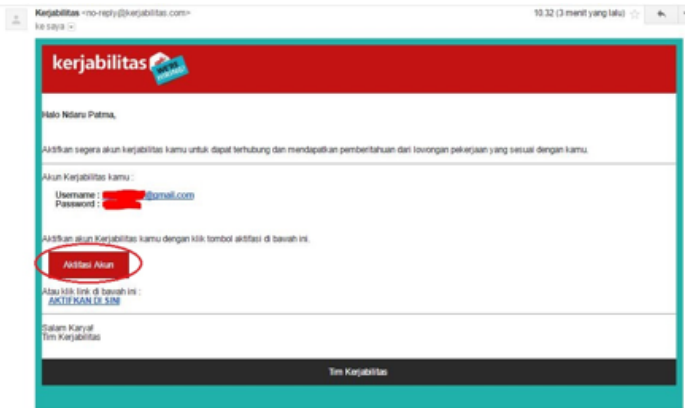 Kerjabilitas <no-reply@kerjabilitas.com>
10.32 (3 menit yang lalu)
ke saya
kerjabilitas
WE'RE HIRING!
Halo Ndaru Patma,
Aktifkan segera akun kerjabilitas kamu untuk dapat terhubung dan mendapatkan pemberitahuan dari lowongan pekerjaan yang sesuai dengan kamu.
Akun Kerjabilitas kamu :
Username : @gmail.com
Password :
Aktifkan akun Kerjabilitas kamu dengan klik tombol aktifasi di bawah ini.
Aktifasi Akun
Atau klik link di bawah ini :
AKTIFKAN DI SINI
Salam Karya!
Tim Kerjabilitas
Tim Kerjabilitas